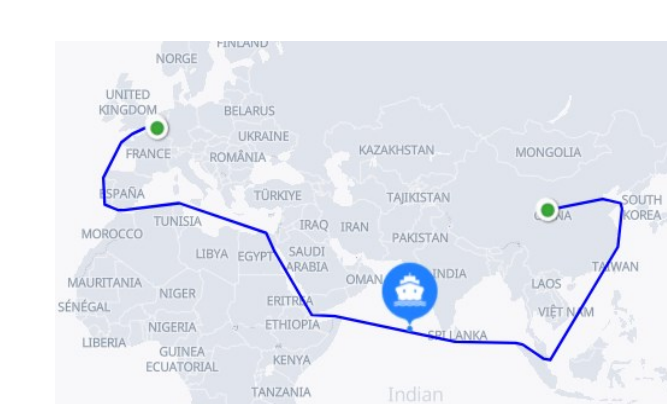 FINLAND
NORGE
UNITED
KINGDOM
BELARUS
UKRAINE
FRANCE
ROMÂNIA
KAZAKHSTAN
MONGOLIA
ESPAÑA
TÜRKIYE
TAJIKISTAN
SOUTH
KOREA
TUNISIA
MOROCCO
IRAQ
IRAN
PAKISTAN
LIBYA
EGYPT
SAUDI
ARABIA
OMAN
INDIA
TAIWAN
LAOS
MAURITANIA
NIGER
SÉNÉGAL
ERITREA
VIỆT NAM
NIGERIA
ETHIOPIA
SRI LANKA
LIBERIA
GUINEA
ECUATORIAL
KENYA
TANZANIA
Indian